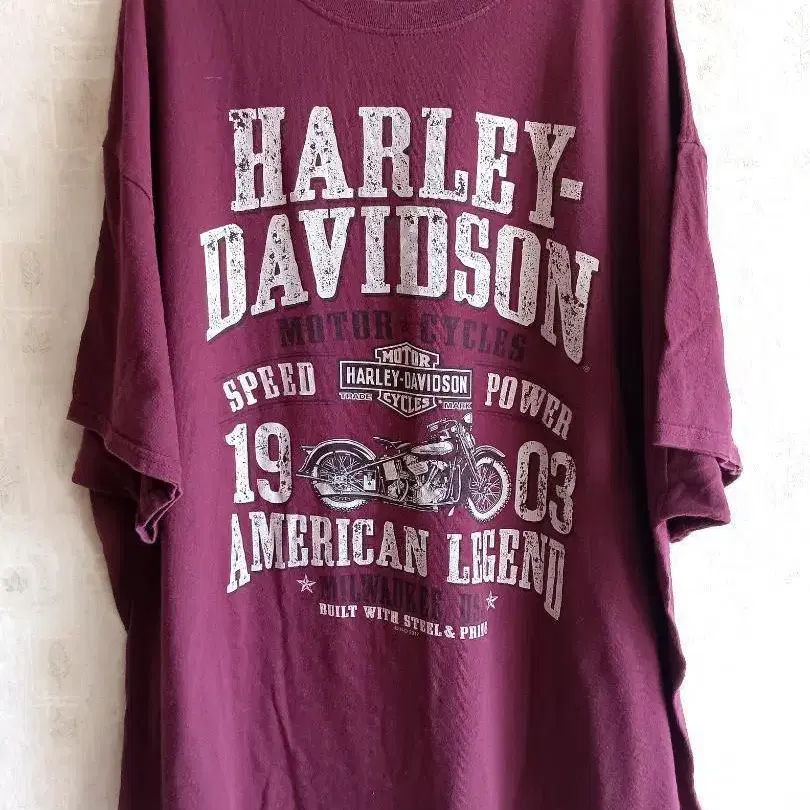 HARLEY-
DAVIDSON
MOTOR CYCLES
SPEED
MOTOR
HARLEY-DAVIDSON
TRADE CYCLES MARK
POWER
19 03
AMERICAN LEGEND
MILWAUKEE, US
BUILT WITH STEEL & PRIDE